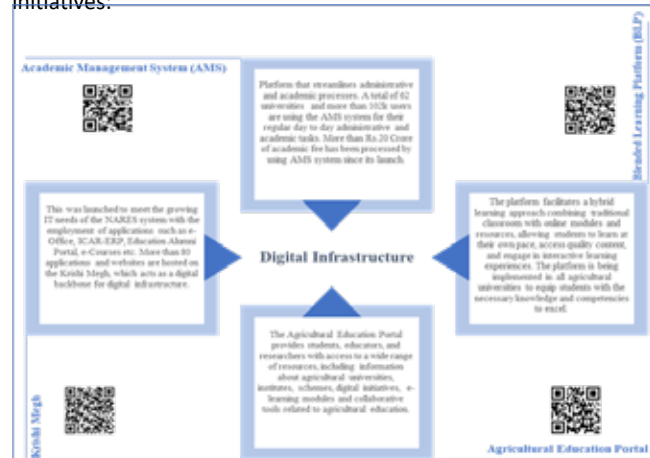 initiatives:
Academic Management System (AMS)
Blended Learning Platform (BLP)
Platform that streamlines administrative
and academic processes. A total of 62
universities and more than 102k users
are using the AMS system for their
regular day to day administrative and
academic tasks. More than Rs.20 Crore
of academic fee has been processed by
using AMS system since its launch.
This was launched to meet the growing
IT needs of the NARES system with the
employment of applications such as e-
Office, ICAR-ERP, Education Alumni
Portal, e-Courses etc. More than 80
applications and websites are hosted on
the Krishi Megh, which acts as a digital
backbone for digital infrastructure.
Digital Infrastructure
The platform facilitates a hybrid
learning approach combining traditional
classroom with online modules and
resources, allowing students to learn at
their own pace, access quality content,
and engage in interactive learning
experiences. The platform is being
implemented in all agricultural
universities to equip students with the
necessary knowledge and competencies
to excel.
The Agricultural Education Portal
provides students, educators, and
researchers with access to a wide range
of resources, including information
about agricultural universities,
institutes, schemes, digital initiatives, e-
learning modules and collaborative
tools related to agricultural education.
Krishi Megh
Agricultural Education Portal